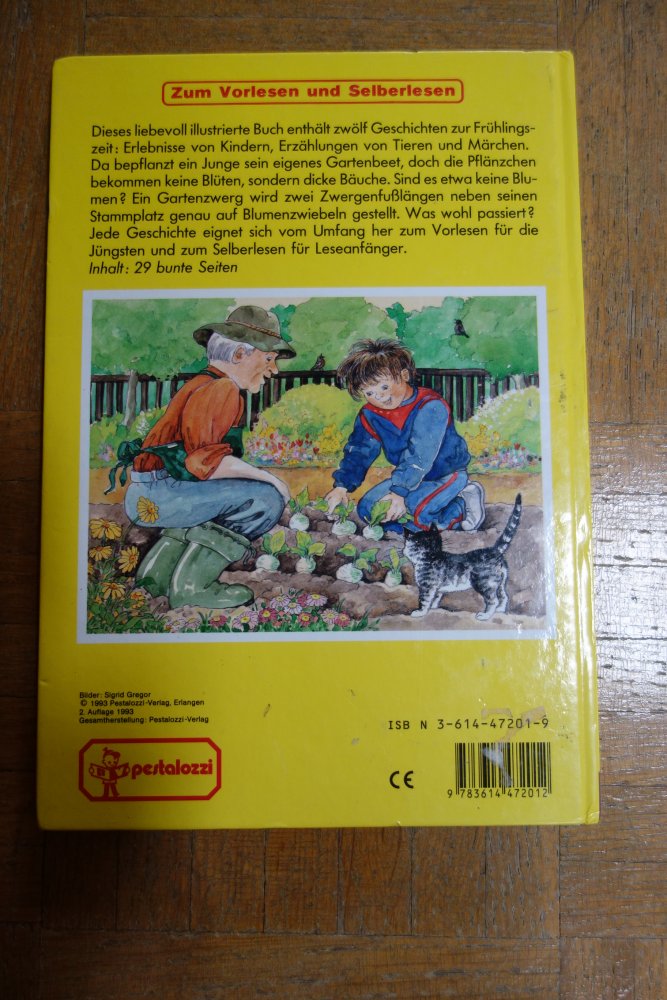 Zum Vorlesen und Selberlesen
Dieses liebevoll illustrierte Buch enthält zwölf Geschichten zur Frühlings-
zeit: Erlebnisse von Kindern, Erzählungen von Tieren und Märchen.
Da bepflanzt ein Junge sein eigenes Gartenbeet, doch die Pflänzchen
bekommen keine Blüten, sondern dicke Bäuche. Sind es etwa keine Blu-
men? Ein Gartenzwerg wird zwei Zwergenfußlängen neben seinen
Stammplatz genau auf Blumenzwiebeln gestellt. Was wohl passiert?
Jede Geschichte eignet sich vom Umfang her zum Vorlesen für die
Jüngsten und zum Selberlesen für Leseanfänger.
Inhalt: 29 bunte Seiten
Bilder: Sigrid Gregor
© 1993 Pestalozzi-Verlag, Erlangen
2. Auflage 1993
Gesamtherstellung: Pestalozzi-Verlag
pestalozzi
CE
ISBN 3-614-47201-9
9 783614 472012